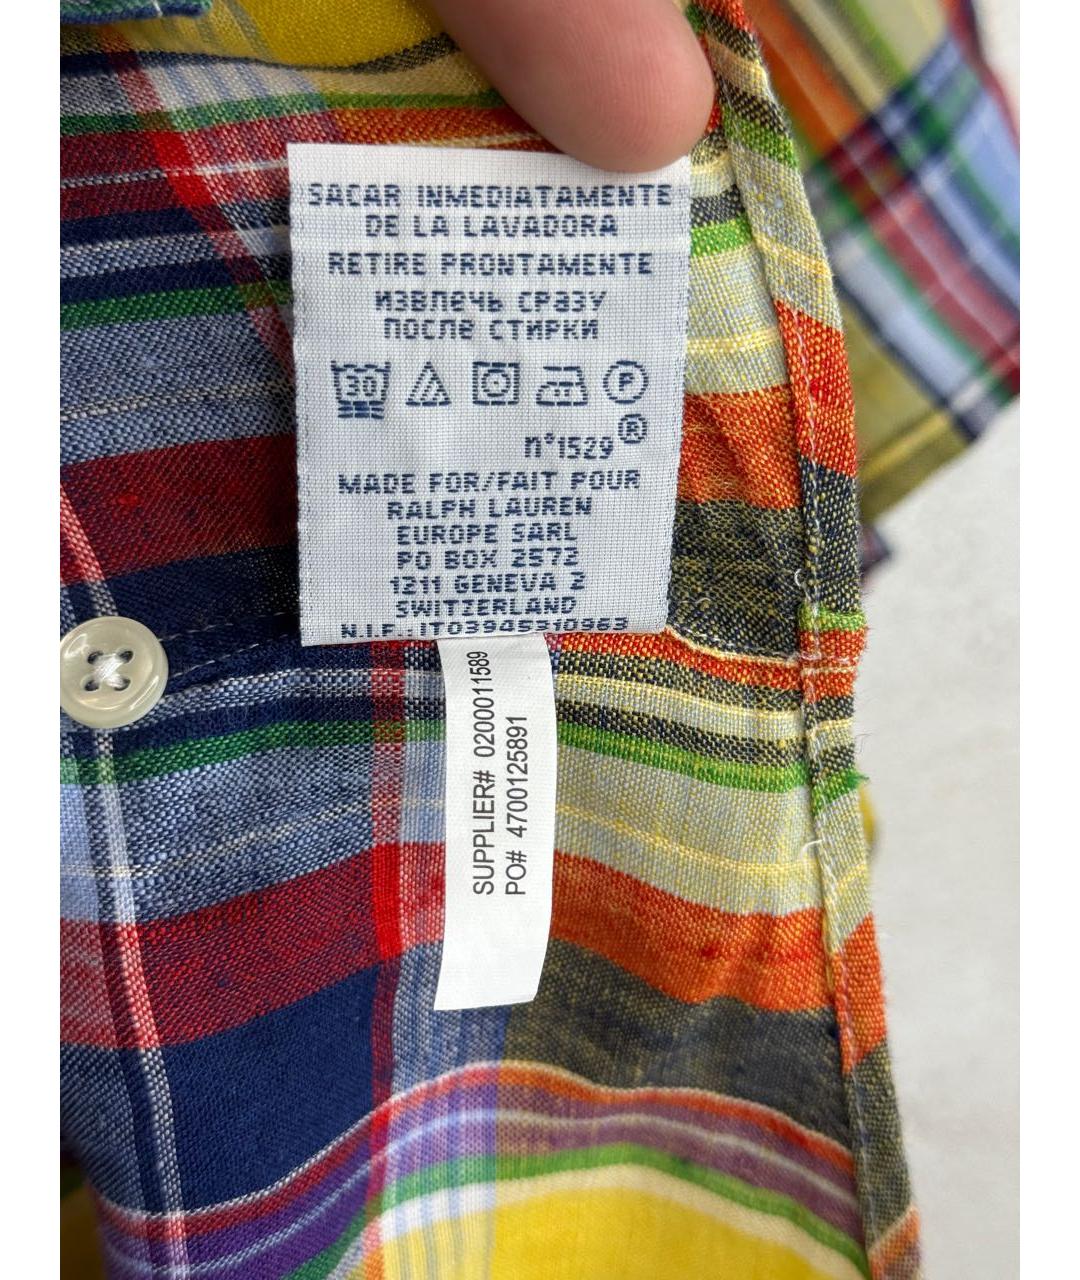 SACAR INMEDIATAMENTE
DE LA LAVADORA
RETIRE PRONTAMENTE
ИЗВЛЕЧЬ СРАЗУ
ПОСЛЕ СТИРКИ
30 P
n°1529®
MADE FOR/FAIT POUR
RALPH LAUREN
EUROPE SARL
PO BOX 2572
1211 GENEVA 2
SWITZERLAND
N.I.F.: IT03945310963
SUPPLIER# 0200011589
PO# 4700125891